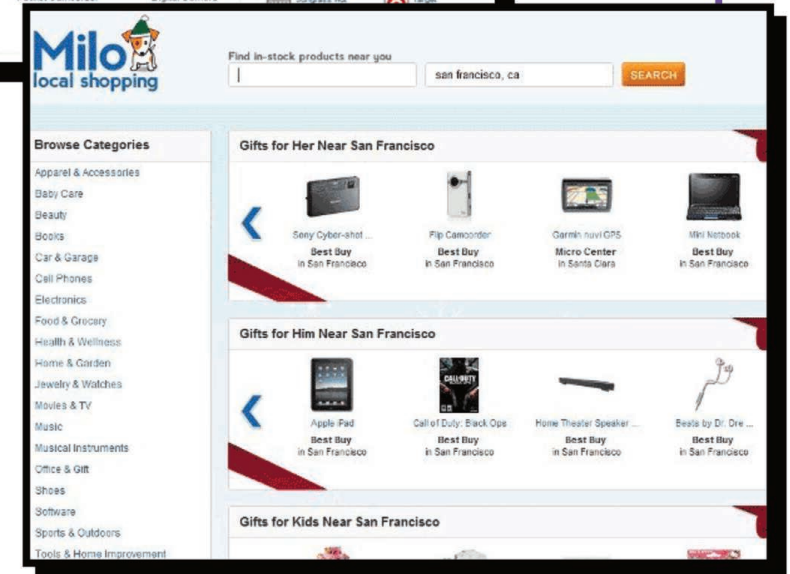 Target
Milo
local shopping
Find in-stock products near you
san francisco, ca
SEARCH
Browse Categories
Apparel & Accessories
Baby Care
Beauty
Books
Car & Garage
Cell Phones
Electronics
Food & Grocery
Health & Wellness
Home & Garden
Jewelry & Watches
Movies & TV
Music
Musical Instruments
Office & Gift
Shoes
Software
Sports & Outdoors
Tools & Home Improvement
Gifts for Her Near San Francisco
Sony Cyber-shot ...
Best Buy
in San Francisco
Flip Camcorder
Best Buy
in San Francisco
Garmin nuvi GPS
Micro Center
in Santa Clara
Mini Netbook
Best Buy
in San Francisco
Gifts for Him Near San Francisco
Apple iPad
Best Buy
in San Francisco
CALL OF DUTY
Call of Duty: Black Ops
Best Buy
in San Francisco
Home Theater Speaker ...
Best Buy
in San Francisco
Beats by Dr. Dre ...
Best Buy
in San Francisco
Gifts for Kids Near San Francisco